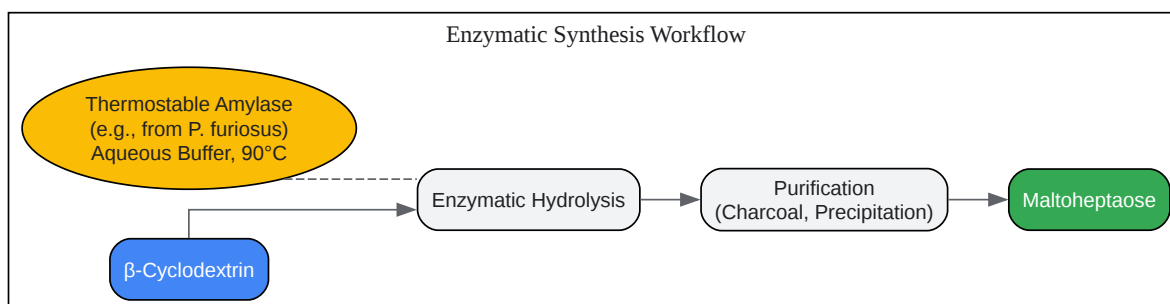 Enzymatic Synthesis Workflow
Thermostable Amylase
(e.g., from P. furiosus)
Aqueous Buffer, 90°C
Enzymatic Hydrolysis
Purification
(Charcoal, Precipitation)
Maltoheptaose
β-Cyclodextrin